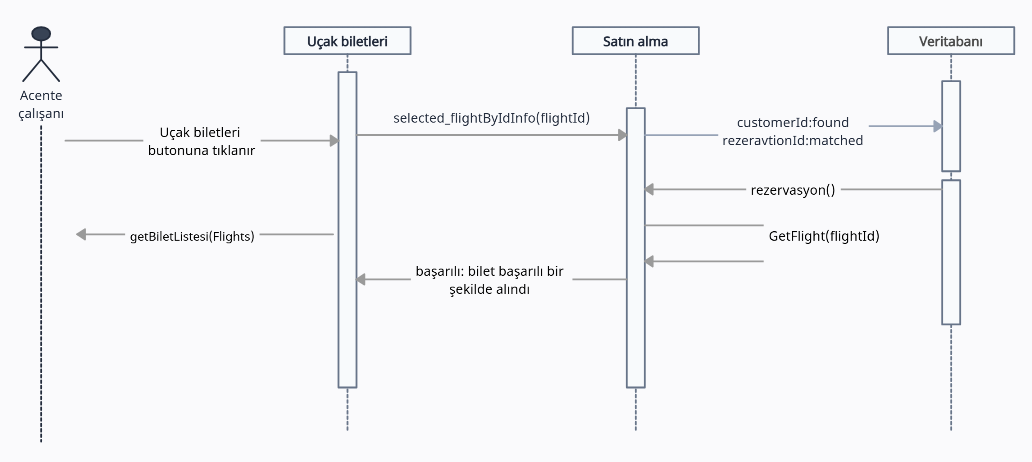 Uçak biletleri
Satın alma
Veritabanı
Acente
çalışanı
Uçak biletleri
butonuna tıklanır
selected_flightByIdInfo(flightId)
customerId:found
rezeravtionId:matched
rezervasyon()
getBiletListesi(Flights)
GetFlight(flightId)
başarılı: bilet başarılı bir
şekilde alındı